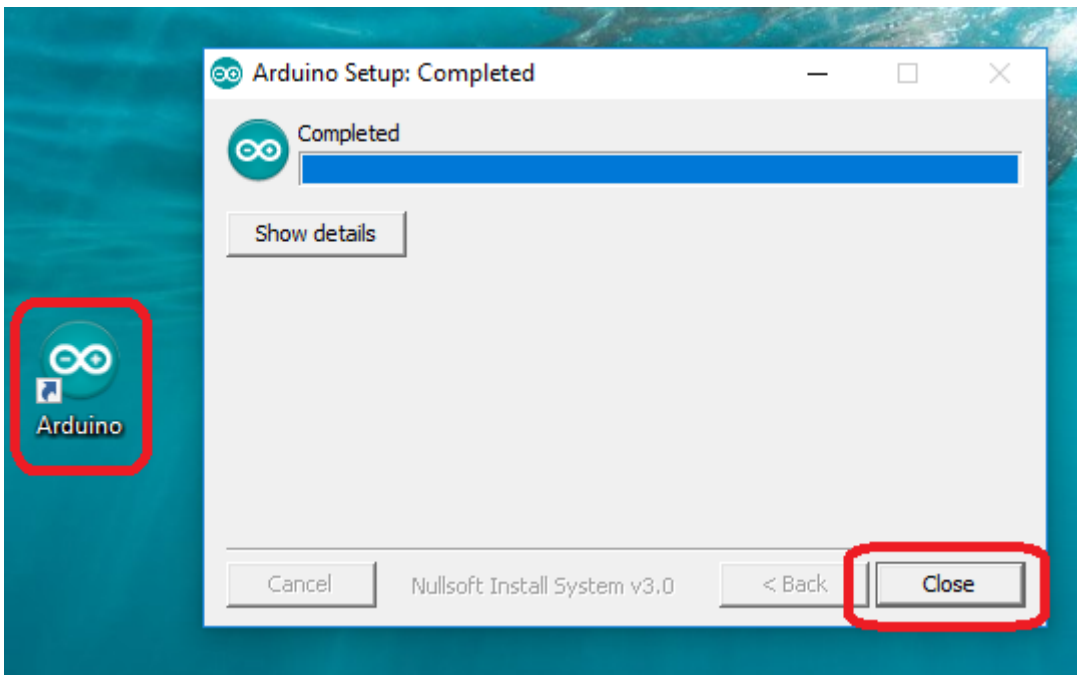 Arduino Setup: Completed
Completed
Show details
Arduino
Cancel
Nullsoft Install System v3.0
< Back
Close